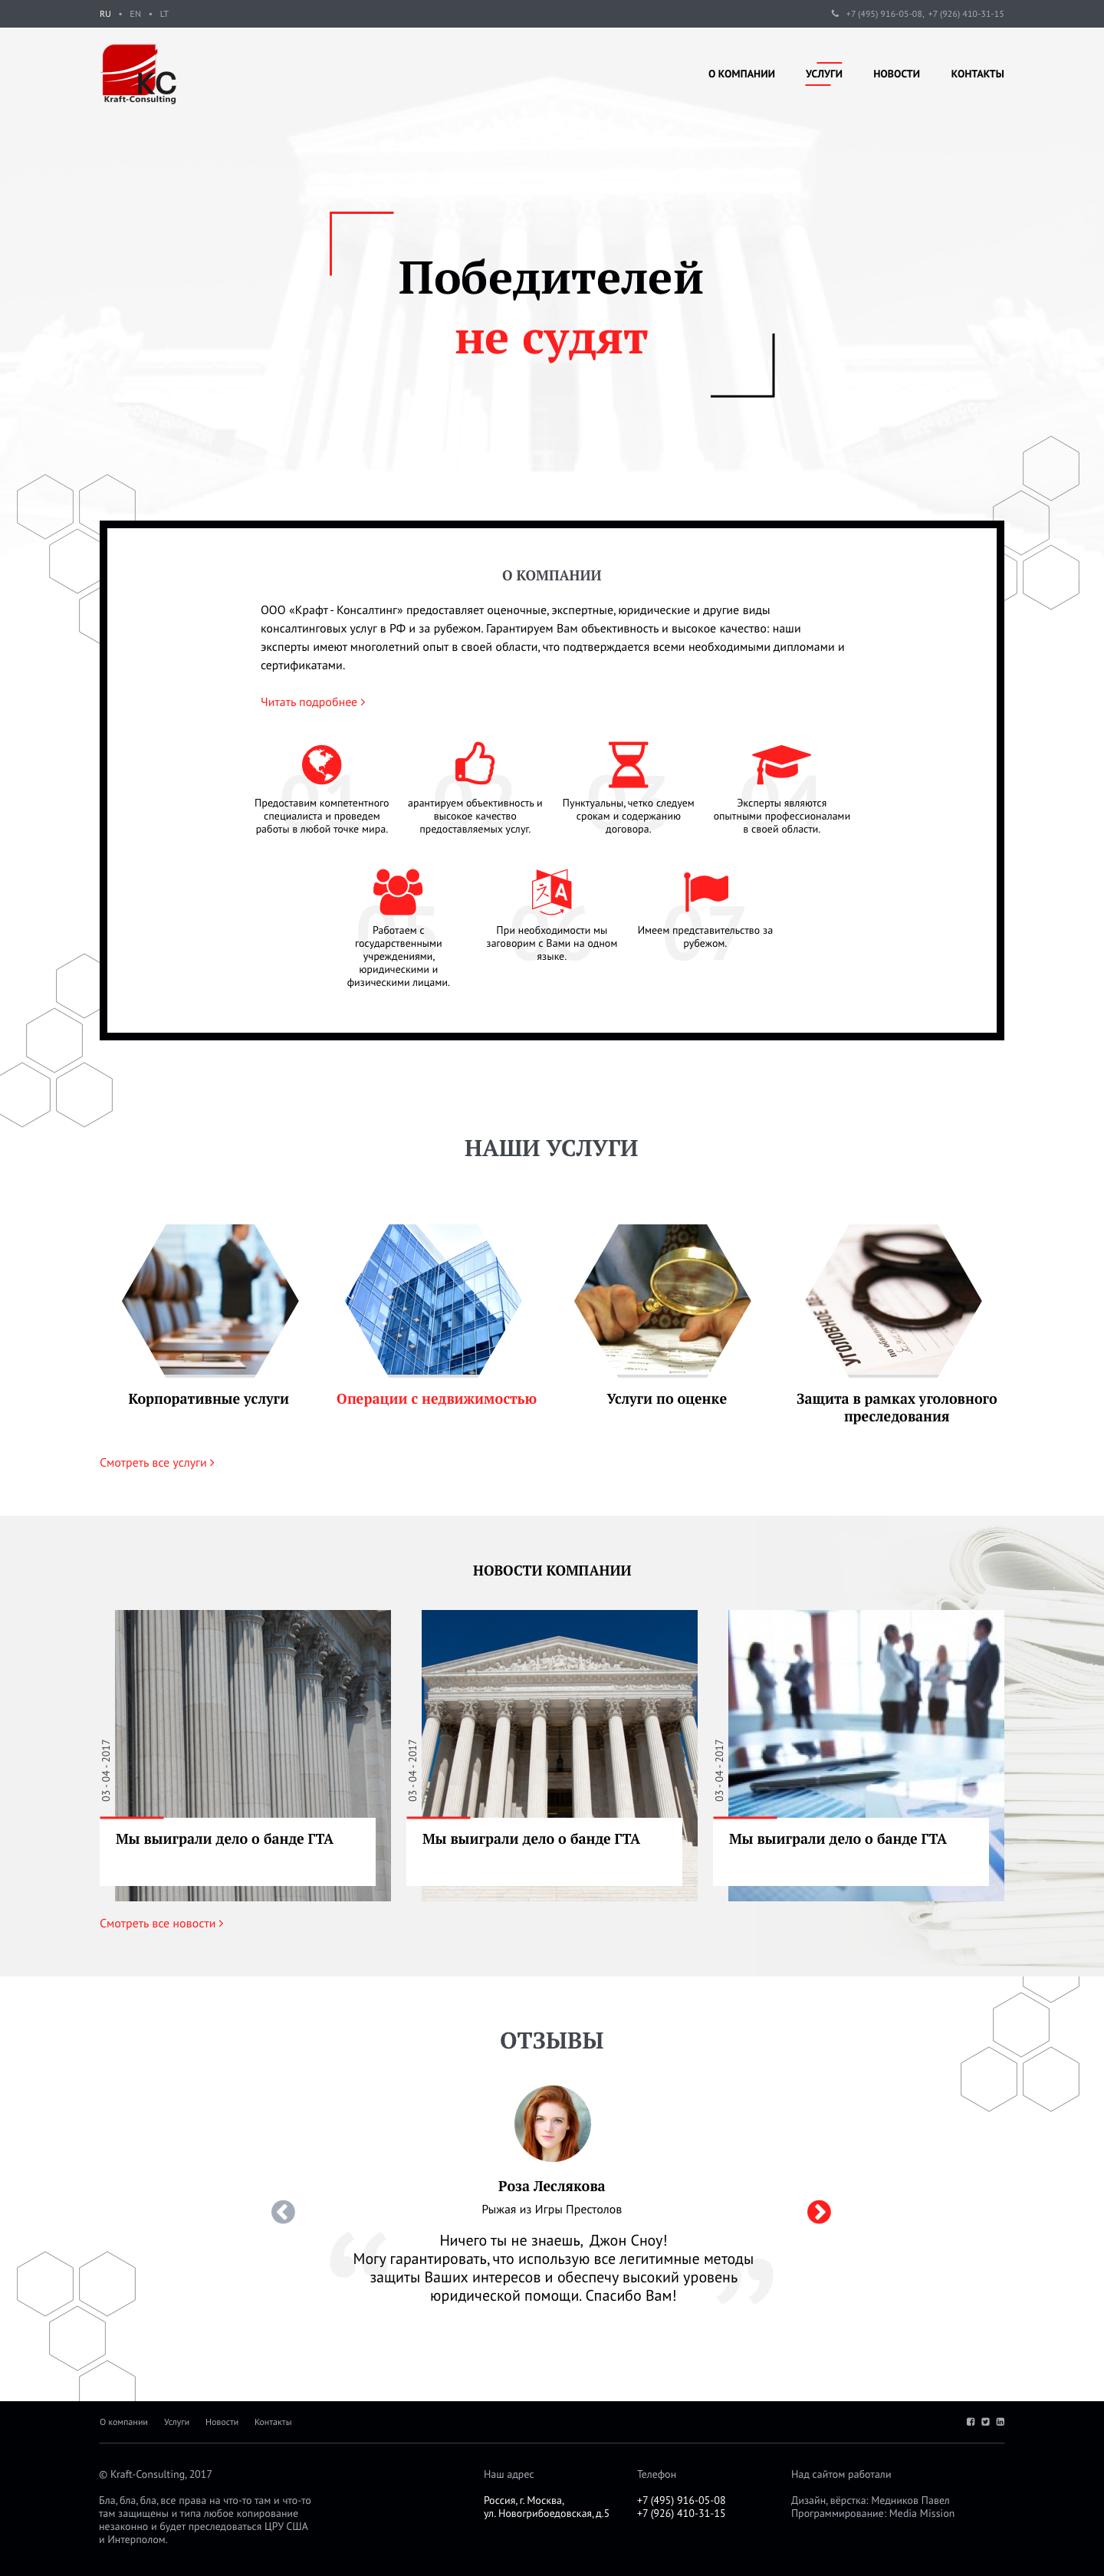 RU • EN • LT
+7 (495) 916-05-08, +7 (926) 410-31-15
KC
Kraft-Consulting
О КОМПАНИИ УСЛУГИ НОВОСТИ КОНТАКТЫ
Победителей
не судят
О КОМПАНИИ
ООО «Крафт - Консалтинг» предоставляет оценочные, экспертные, юридические и другие виды
консалтинговых услуг в РФ и за рубежом. Гарантируем Вам объективность и высокое качество: наши
эксперты имеют многолетний опыт в своей области, что подтверждается всеми необходимыми дипломами и
сертификатами.
Читать подробнее
01
Предоставим компетентного
специалиста и проведем
работы в любой точке мира.
02
арантируем объективность и
высокое качество
предоставляемых услуг.
03
Пунктуальны, четко следуем
срокам и содержанию
договора.
04
Эксперты являются
опытными профессионалами
в своей области.
05
Работаем с
государственными
учреждениями,
юридическими и
физическими лицами.
06
При необходимости мы
заговорим с Вами на одном
языке.
07
Имеем представительство за
рубежом.
НАШИ УСЛУГИ
Корпоративные услуги
Операции с недвижимостью
Услуги по оценке
УГОЛОВНОЕ
по обвинению
Защита в рамках уголовного
преследования
Смотреть все услуги
НОВОСТИ КОМПАНИИ
03 - 04 - 2017
Мы выиграли дело о банде ГТА
03 - 04 - 2017
Мы выиграли дело о банде ГТА
03 - 04 - 2017
Мы выиграли дело о банде ГТА
Смотреть все новости
ОТЗЫВЫ
Роза Леслякова
Рыжая из Игры Престолов
“
Ничего ты не знаешь, Джон Сноу!
Могу гарантировать, что использую все легитимные методы
защиты Ваших интересов и обеспечу высокий уровень
юридической помощи. Спасибо Вам!
”
О компании Услуги Новости Контакты
© Kraft-Consulting, 2017
Бла, бла, бла, все права на что-то там и что-то
там защищены и типа любое копирование
незаконно и будет преследоваться ЦРУ США
и Интерполом.
Наш адрес
Россия, г. Москва,
ул. Новогрибоедовская, д.5
Телефон
+7 (495) 916-05-08
+7 (926) 410-31-15
Над сайтом работали
Дизайн, вёрстка: Медников Павел
Программирование: Media Mission